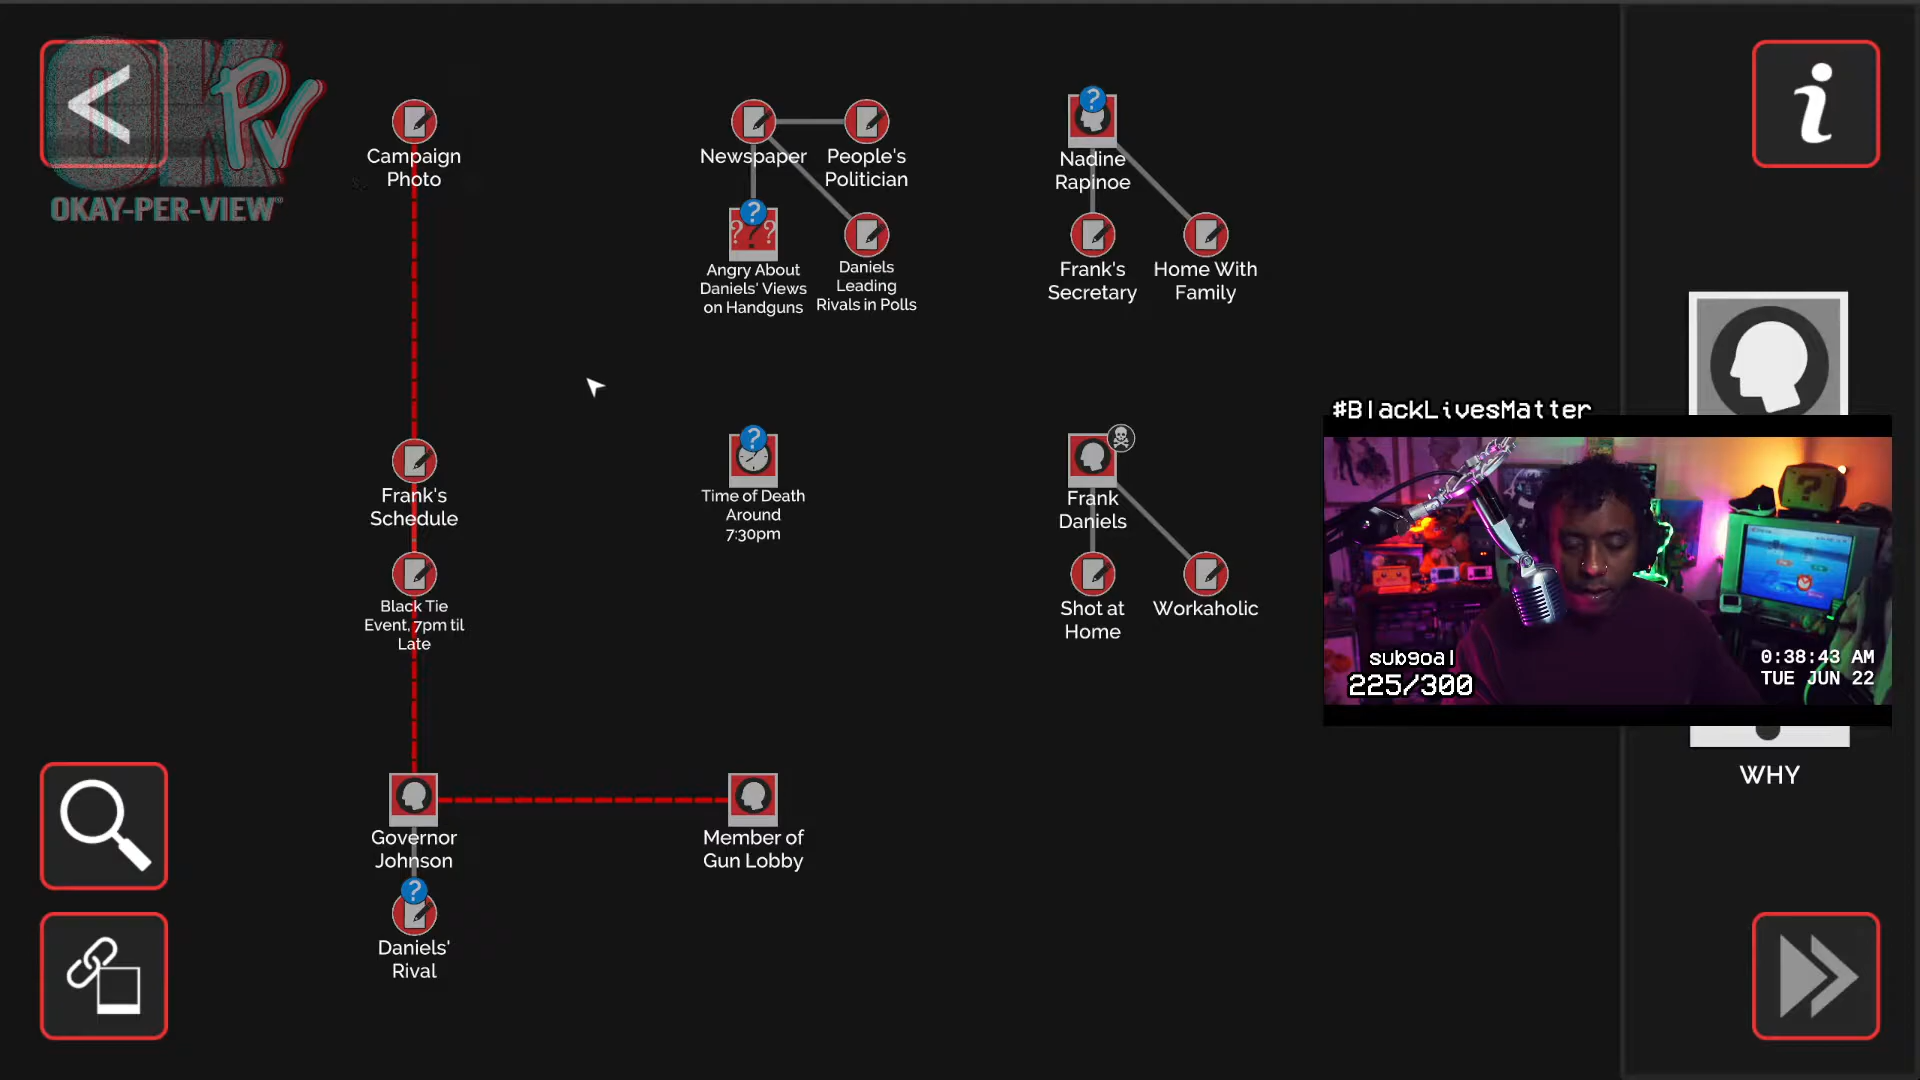 OKPV
OKAY-PER-VIEW
Campaign
Photo
Newspaper
People's
Politician
Nadine
Rapinoe
Angry About
Daniels' Views
on Handguns
Daniels
Leading
Rivals in Polls
Frank's
Secretary
Home With
Family
#BlackLivesMatter
Frank's
Schedule
Time of Death
Around
7:30pm
Frank
Daniels
Black Tie
Event, 7pm til
Late
Shot at
Home
Workaholic
subgoal
225/300
0:38:43 AM
TUE JUN 22
WHY
Governor
Johnson
Member of
Gun Lobby
Daniels'
Rival